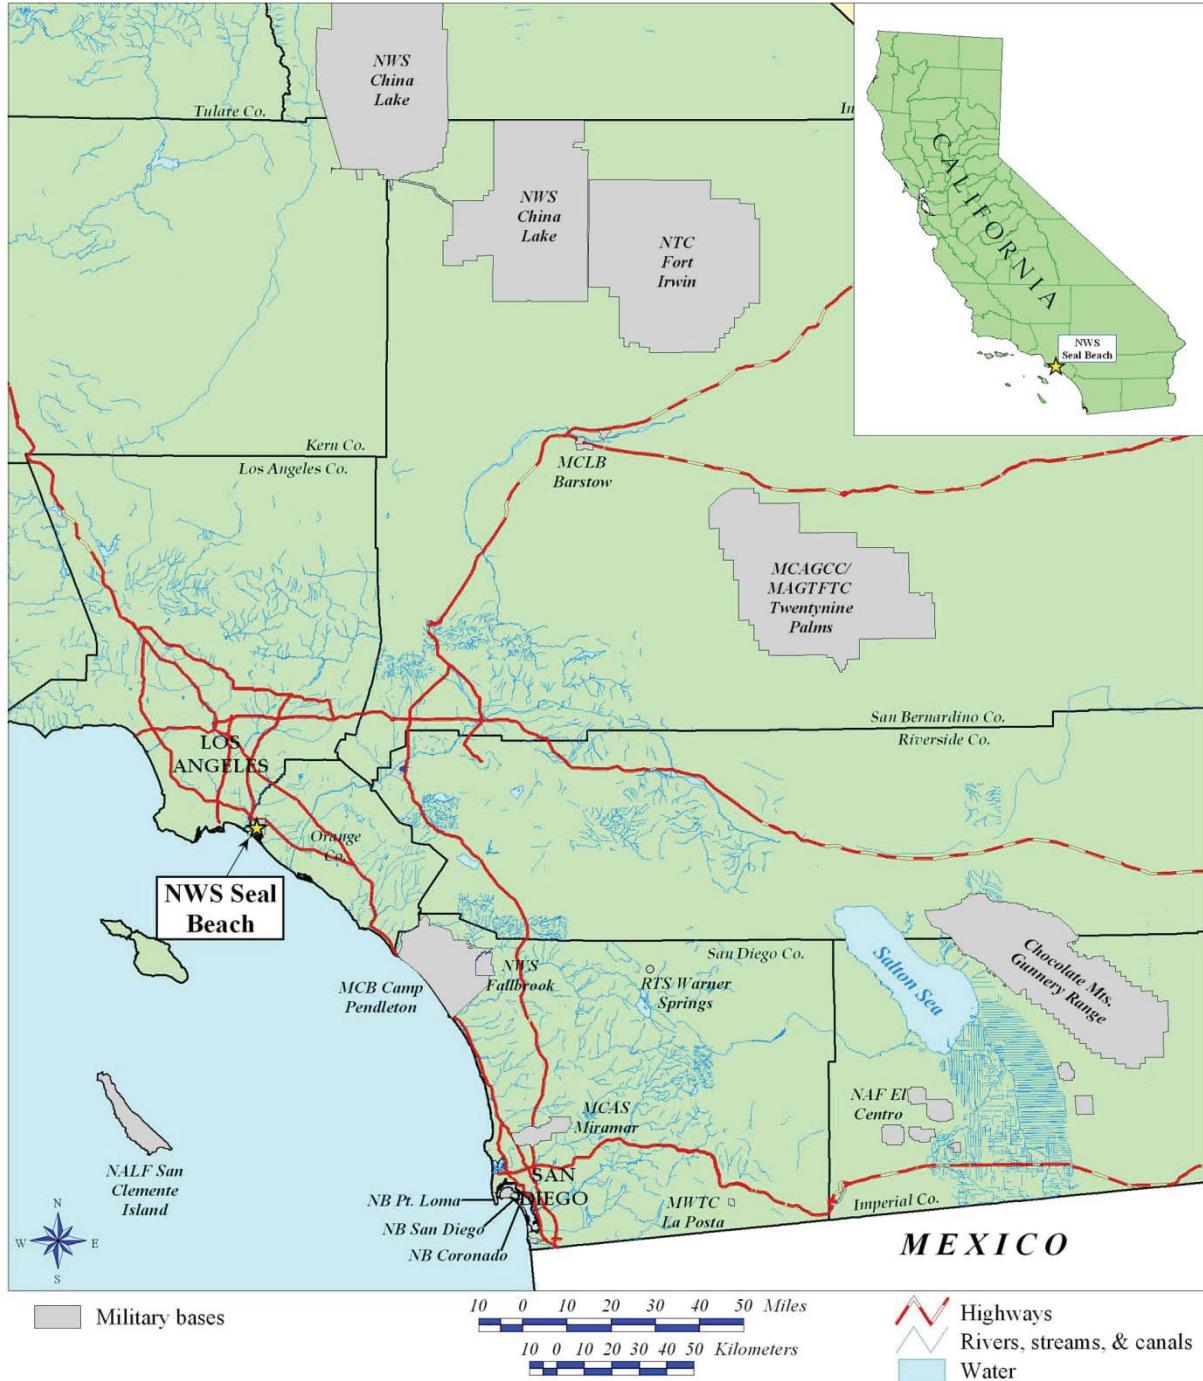 NWS
China
Lake
Tulare Co.
In
NWS
China
Lake
NTC
Fort
Irwin
CALIFORNIA
NWS
Seal Beach
Kern Co.
Los Angeles Co.
MCLB
Barstow
MCAGCC/
MAGTFTC
Twentynine
Palms
San Bernardino Co.
Riverside Co.
LOS
ANGELES
Orange
Co.
NWS Seal
Beach
San Diego Co.
Salton Sea
Chocolate Mts.
Gunnery Range
MCB Camp
Pendleton
NWS
Fallbrook
RTS Warner
Springs
NAF El
Centro
MCAS
Miramar
NALF San
Clemente
Island
SAN
DIEGO
NB Pt. Loma
NB San Diego
NB Coronado
MWTC
La Posta
Imperial Co.
MEXICO
N
W E
S
Military bases
10 0 10 20 30 40 50 Miles
10 0 10 20 30 40 50 Kilometers
Highways
Rivers, streams, & canals
Water